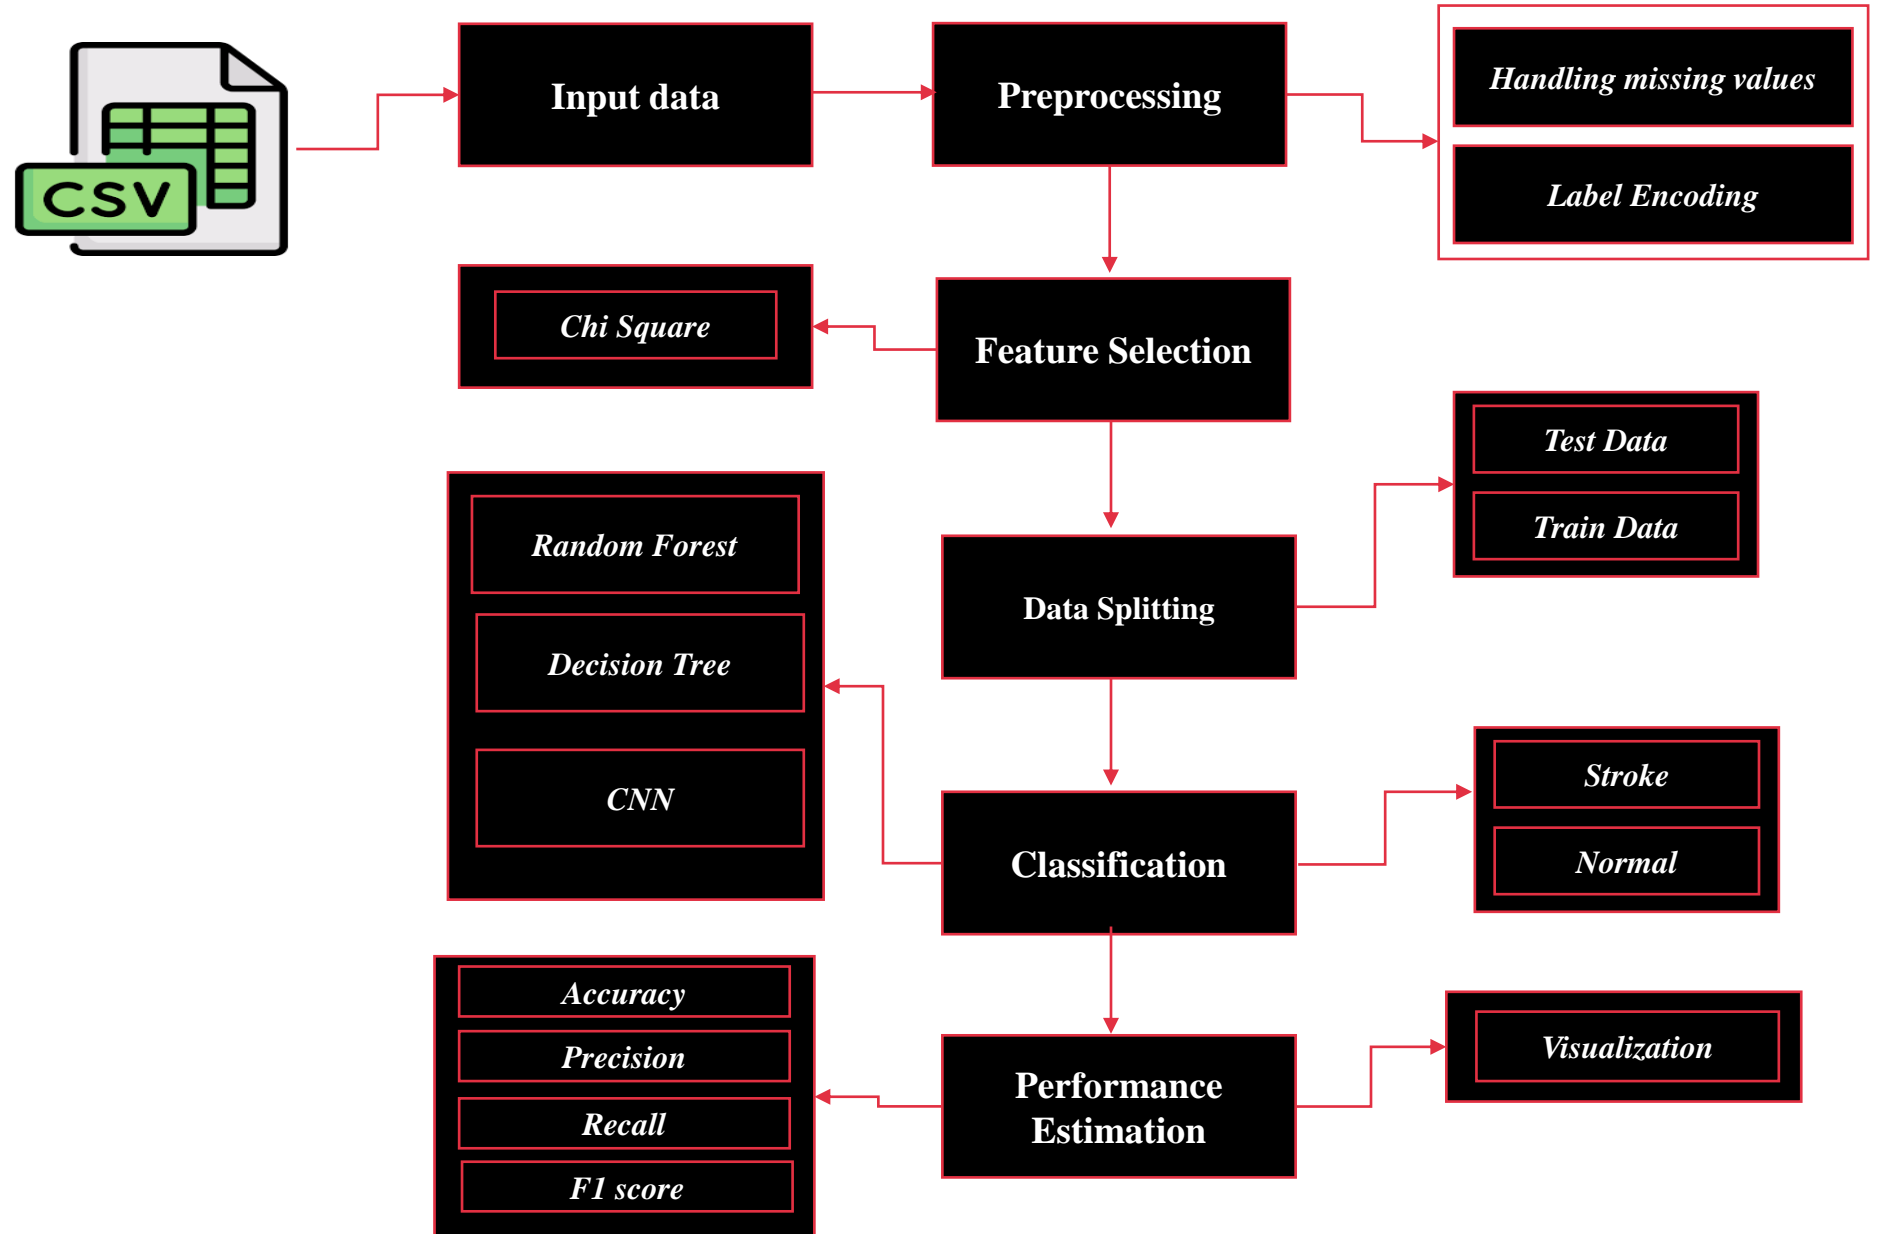 CSV
Input data
Preprocessing
Handling missing values
Label Encoding
Chi Square
Feature Selection
Test Data
Train Data
Random Forest
Decision Tree
CNN
Data Splitting
Stroke
Normal
Classification
Accuracy
Precision
Recall
F1 score
Performance
Estimation
Visualization